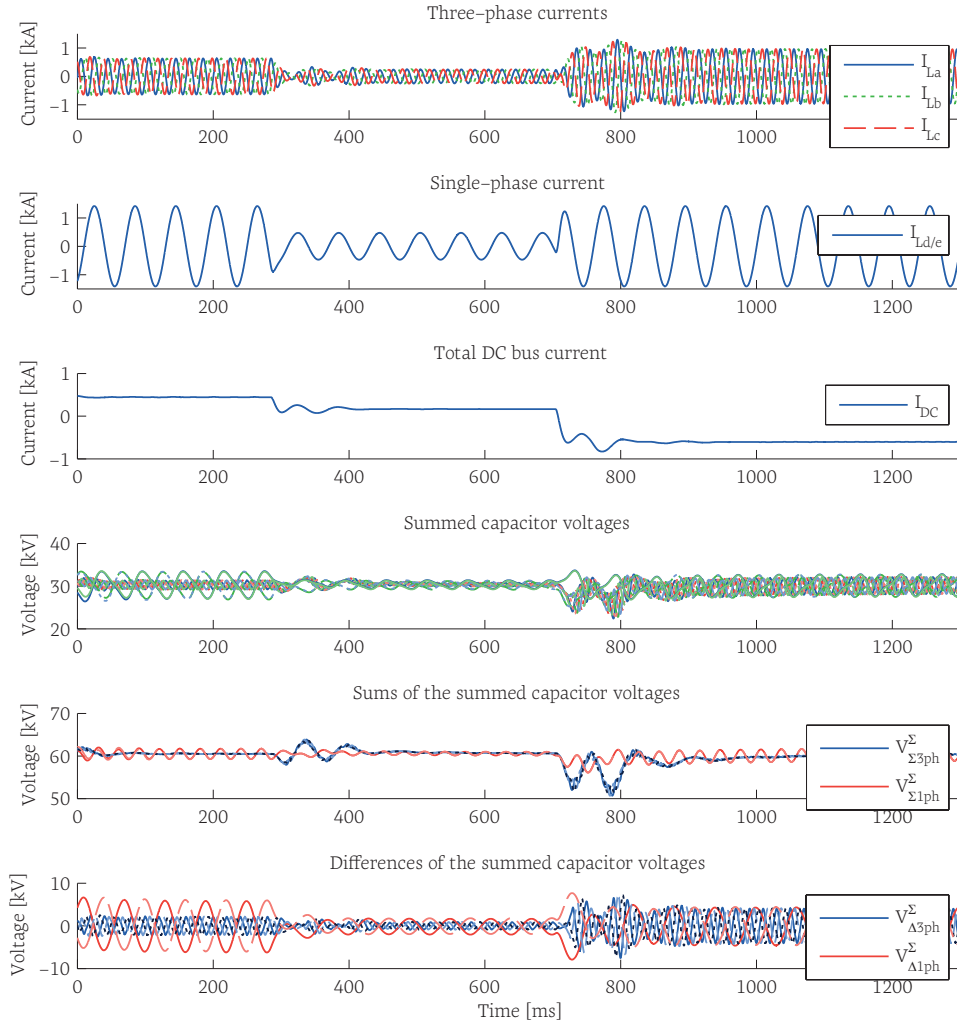 Three–phase currents
Current [kA]
1
0
−1
I_La
I_Lb
I_Lc
0 200 400 600 800 1000 1200
Single–phase current
Current [kA]
1
0
−1
I_Ld/e
0 200 400 600 800 1000 1200
Total DC bus current
Current [kA]
1
0
−1
I_DC
0 200 400 600 800 1000 1200
Summed capacitor voltages
Voltage [kV]
40
30
20
0 200 400 600 800 1000 1200
Sums of the summed capacitor voltages
Voltage [kV]
70
60
50
V^Σ_Σ3ph
V^Σ_Σ1ph
0 200 400 600 800 1000 1200
Differences of the summed capacitor voltages
Voltage [kV]
10
0
−10
V^Σ_Δ3ph
V^Σ_Δ1ph
0 200 400 600 800 1000 1200
Time [ms]